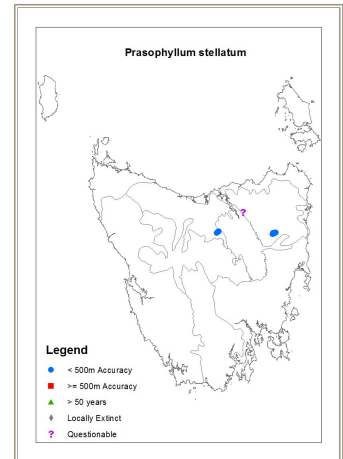 Prasophyllum stellatum
?
Legend
< 500m Accuracy
>= 500m Accuracy
> 50 years
Locally Extinct
? Questionable